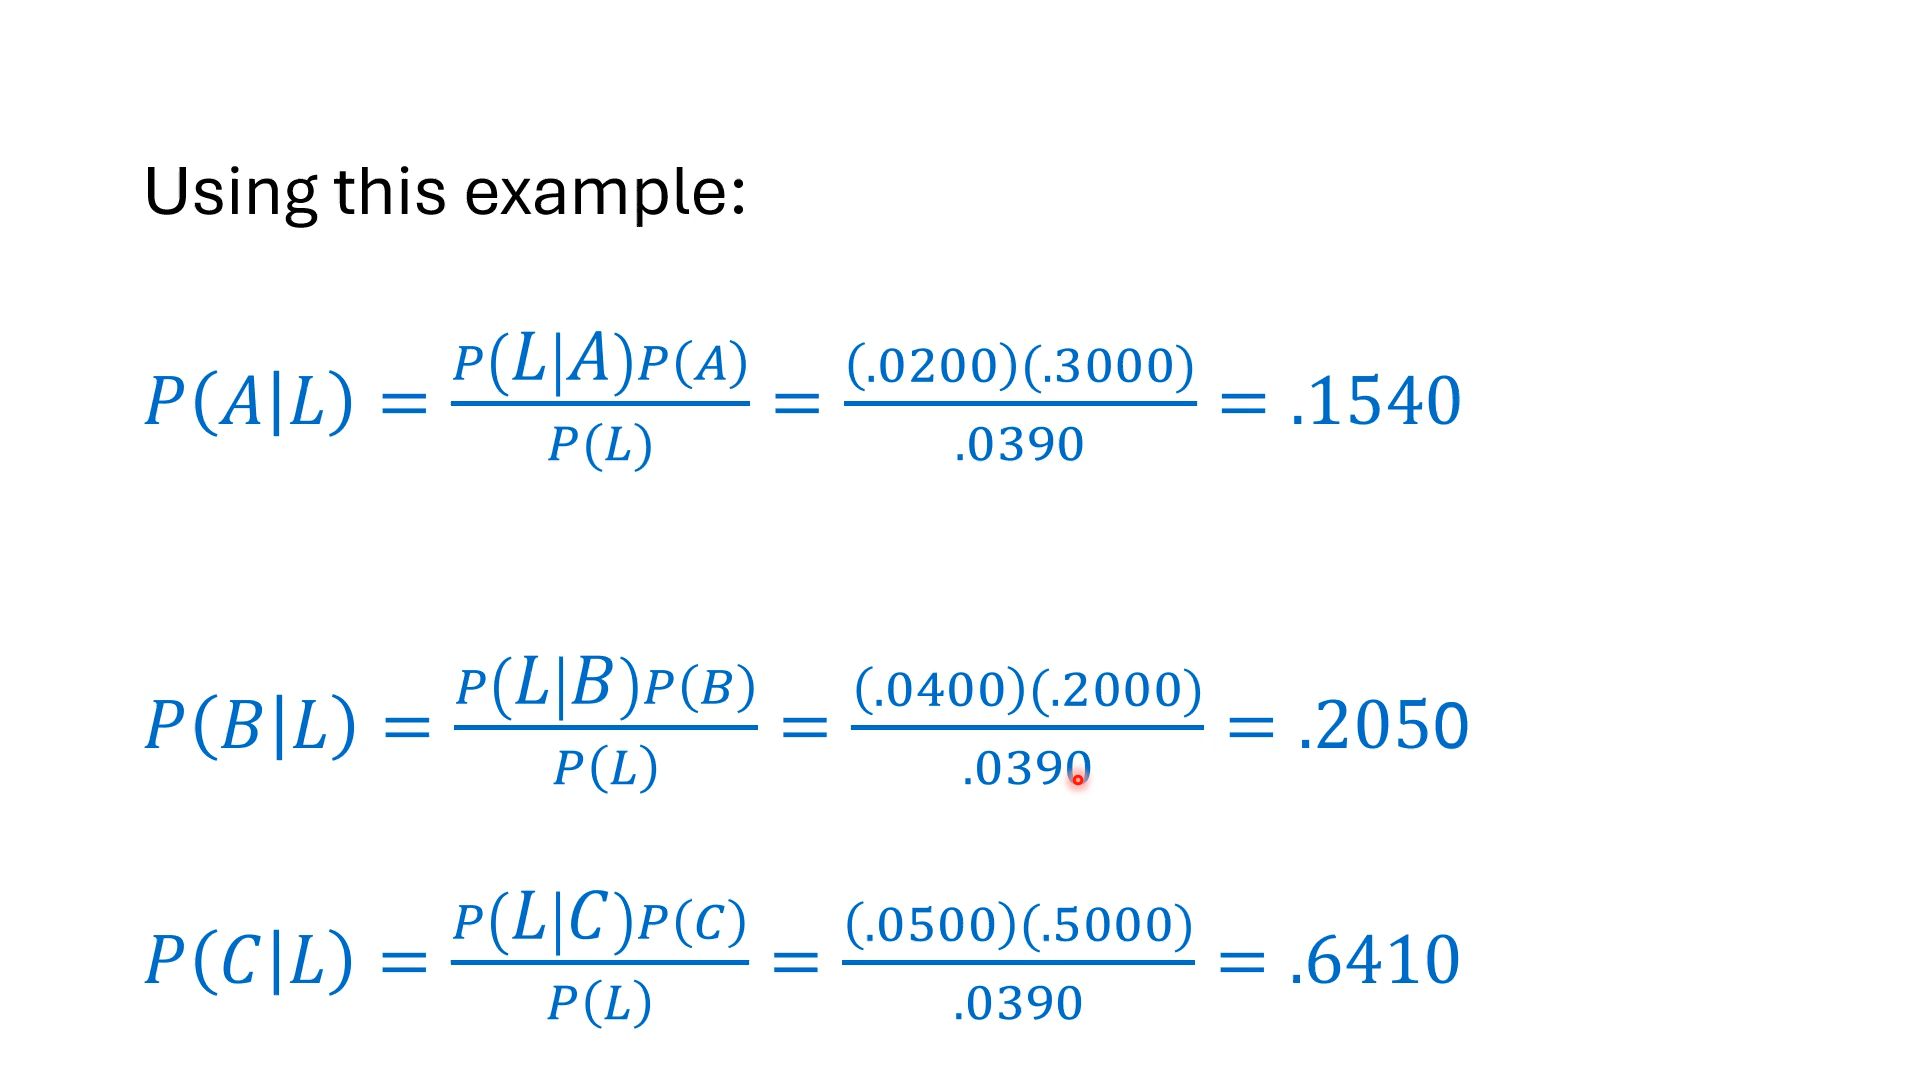 Using this example:
P(A|L) = P(L|A)P(A) / P(L) = (.0200)(.3000) / .0390 = .1540
P(B|L) = P(L|B)P(B) / P(L) = (.0400)(.2000) / .0390 = .2050
P(C|L) = P(L|C)P(C) / P(L) = (.0500)(.5000) / .0390 = .6410